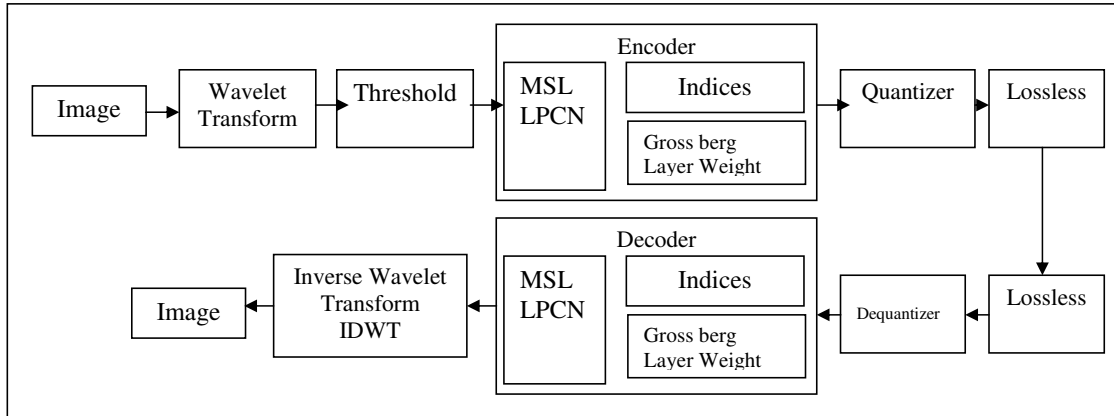 Image
Wavelet
Transform
Threshold
Encoder
MSL
LPCN
Indices
Gross berg
Layer Weight
Quantizer
Lossless
Lossless
Dequantizer
Decoder
MSL
LPCN
Indices
Gross berg
Layer Weight
Inverse Wavelet
Transform
IDWT
Image